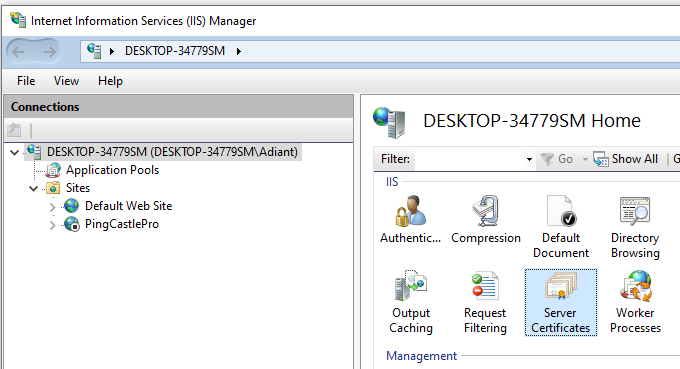 Internet Information Services (IIS) Manager
DESKTOP-34779SM
File View Help
Connections
DESKTOP-34779SM (DESKTOP-34779SM\Adiant)
Application Pools
Sites
Default Web Site
PingCastlePro
DESKTOP-34779SM Home
Filter: Go Show All G
IIS
Authentic... Compression Default Document Directory Browsing
Output Caching Request Filtering Server Certificates Worker Processes
Management